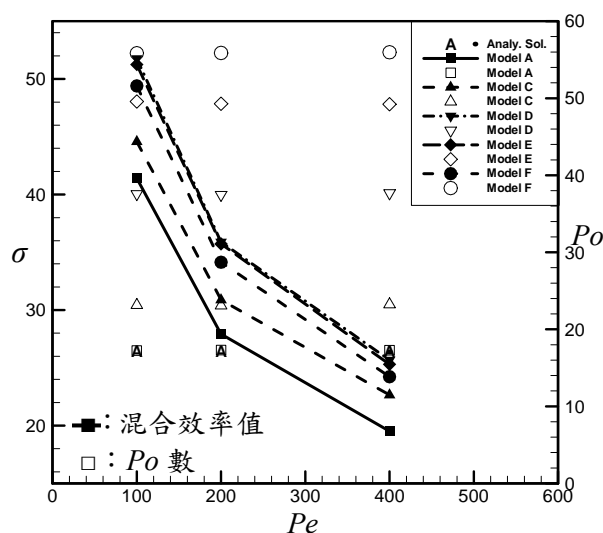 50
40
30
20
σ
60
50
40
30
20
10
0
Po
A • Analy. Sol.
Model A
Model A
Model C
Model C
Model D
Model D
Model E
Model E
Model F
Model F
A A A
■：混合效率值
□：Po 數
0 100 200 300 400 500 600
Pe